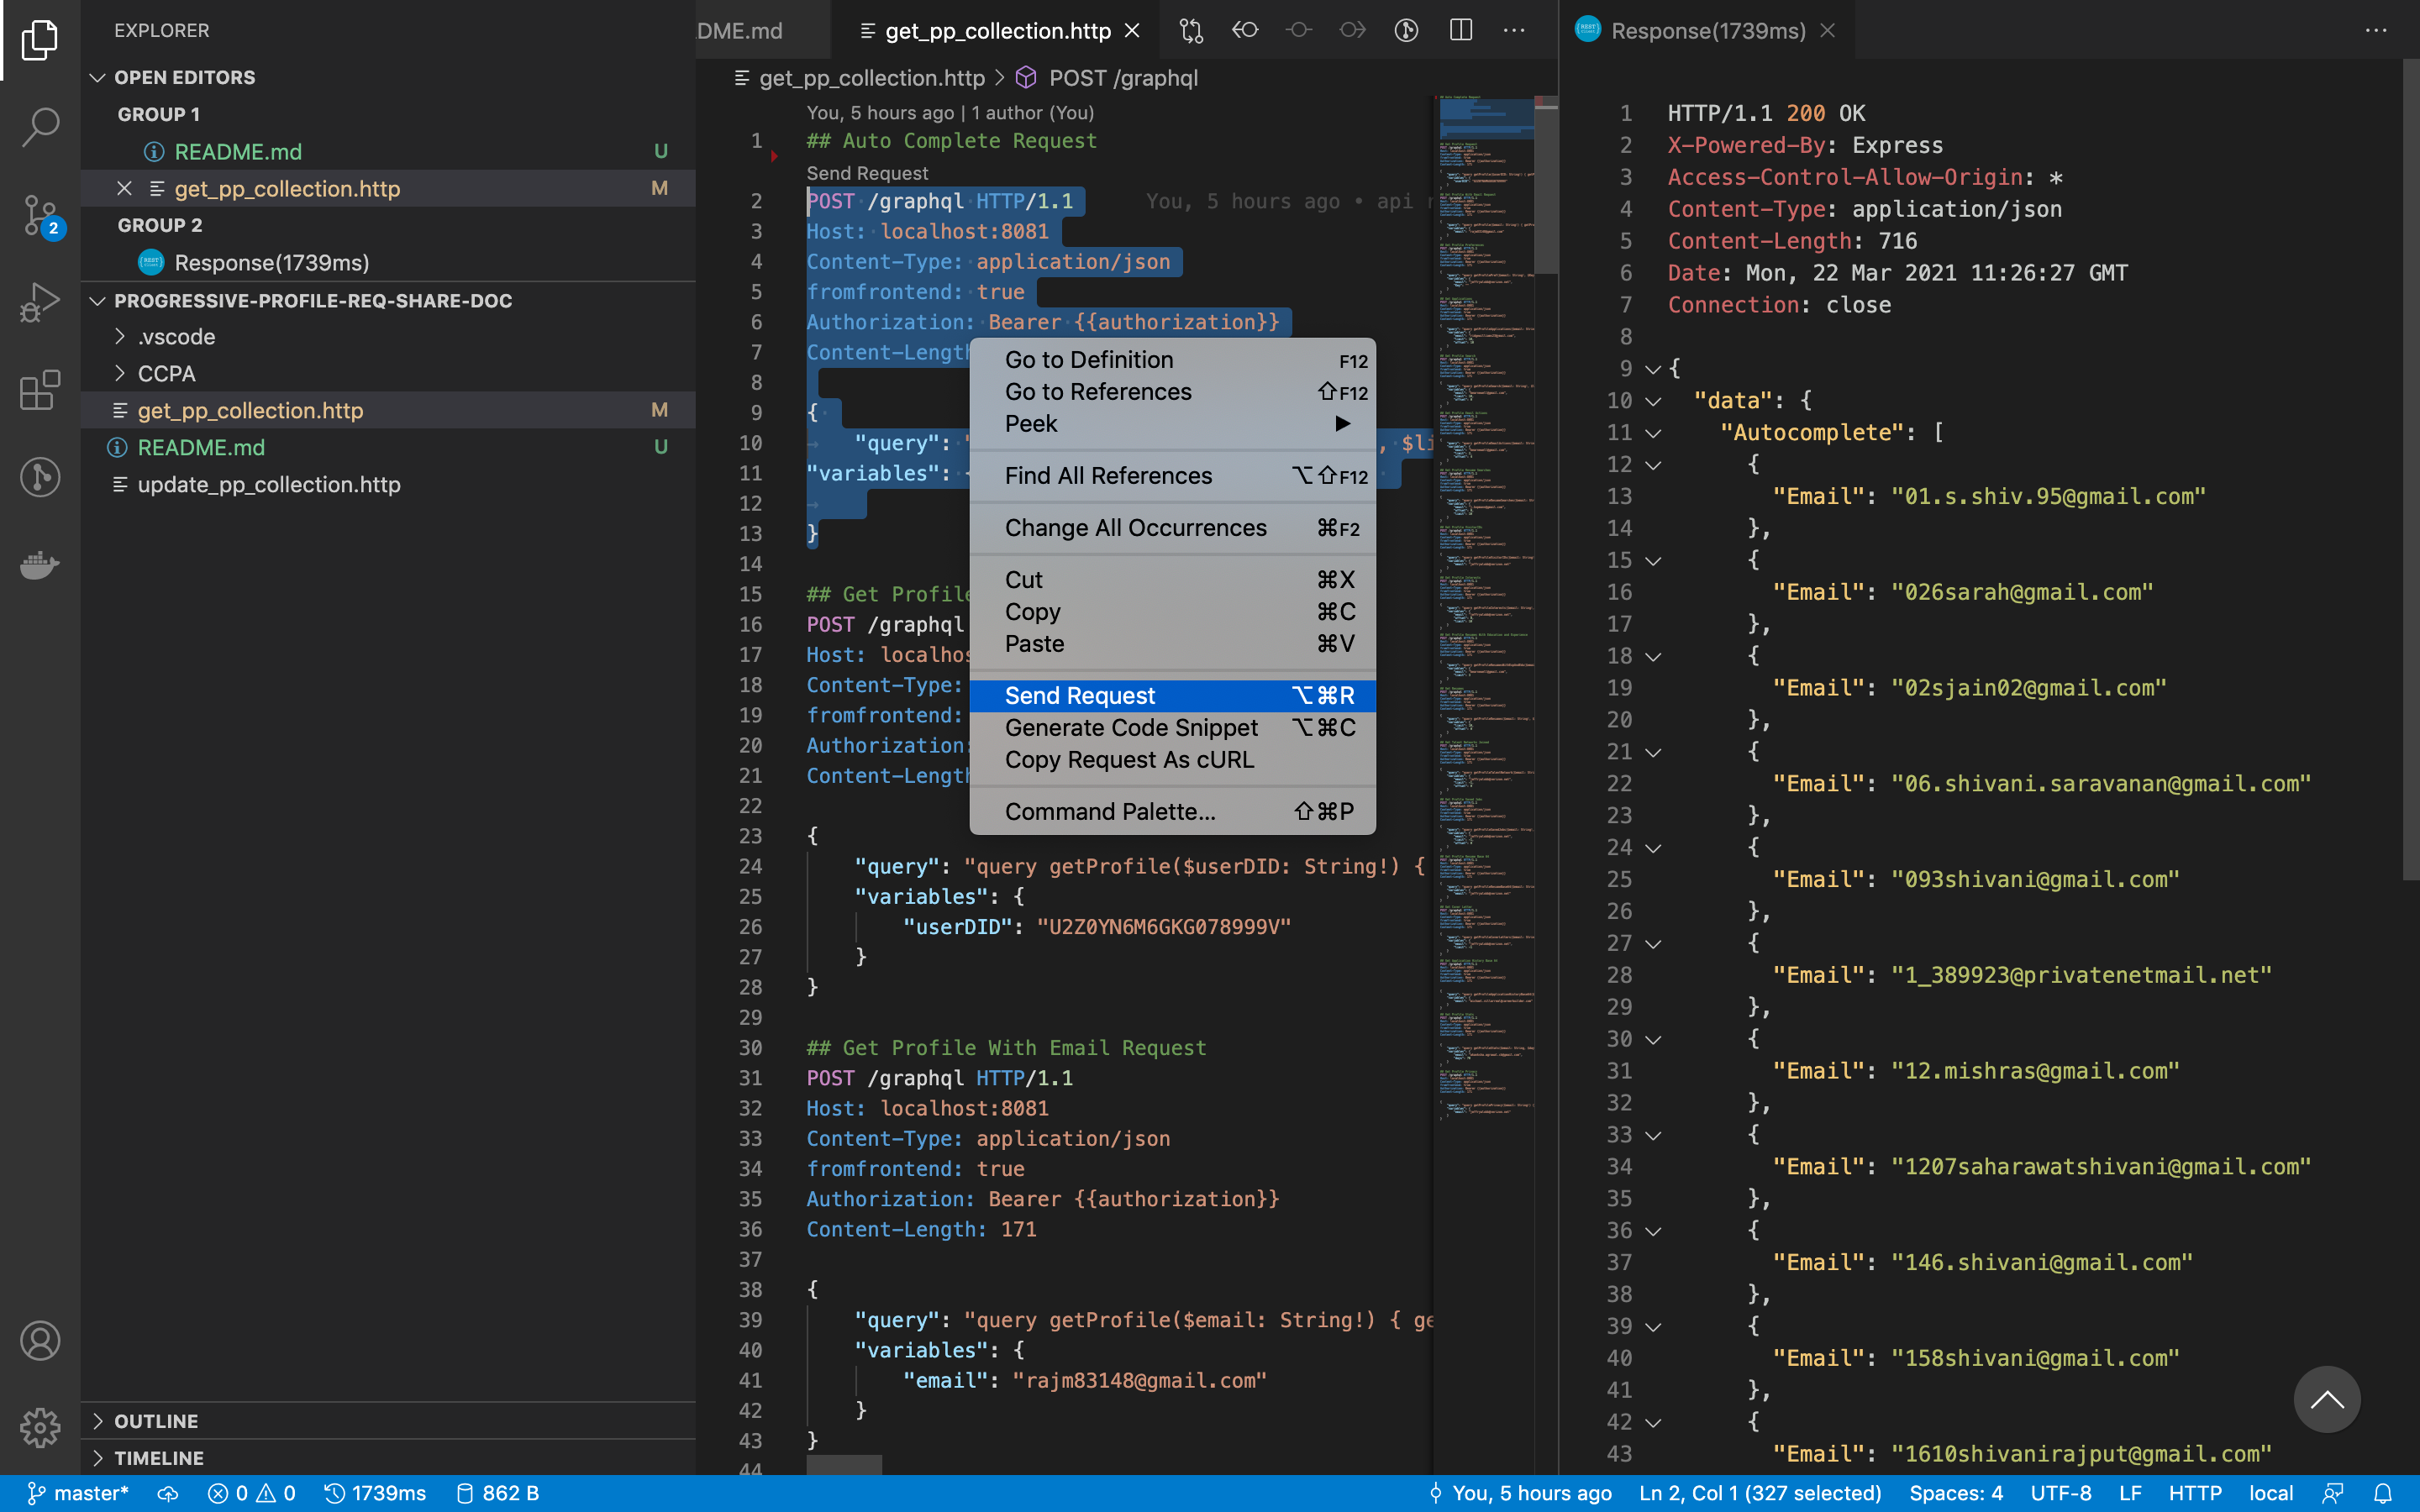 EXPLORER
OPEN EDITORS
GROUP 1
README.md U
get_pp_collection.http M
GROUP 2
Response(1739ms)
PROGRESSIVE-PROFILE-REQ-SHARE-DOC
.vscode
CCPA
get_pp_collection.http M
README.md U
update_pp_collection.http
2
OUTLINE
TIMELINE
DME.md
get_pp_collection.http
get_pp_collection.http > POST /graphql
You, 5 hours ago | 1 author (You)
1 ## Auto Complete Request
Send Request
2 POST /graphql HTTP/1.1 You, 5 hours ago • api
3 Host: localhost:8081
4 Content-Type: application/json
5 fromfrontend: true
6 Authorization: Bearer {{authorization}}
7 Content-Length
8
9 {
10 "query": " , $li
11 "variables": {
12
13 }
14
15 ## Get Profile
16 POST /graphql
17 Host: localhos
18 Content-Type:
19 fromfrontend:
20 Authorization:
21 Content-Length
22
23 {
24 "query": "query getProfile($userDID: String!) {
25 "variables": {
26 "userDID": "U2Z0YN6M6GKG078999V"
27 }
28 }
29
30 ## Get Profile With Email Request
31 POST /graphql HTTP/1.1
32 Host: localhost:8081
33 Content-Type: application/json
34 fromfrontend: true
35 Authorization: Bearer {{authorization}}
36 Content-Length: 171
37
38 {
39 "query": "query getProfile($email: String!) { ge
40 "variables": {
41 "email": "rajm83148@gmail.com"
42 }
43 }
44
Go to Definition F12
Go to References ⇧F12
Peek ▶
Find All References ⌥⇧F12
Change All Occurrences ⌘F2
Cut ⌘X
Copy ⌘C
Paste ⌘V
Send Request ⌥⌘R
Generate Code Snippet ⌥⌘C
Copy Request As cURL
Command Palette... ⇧⌘P
Response(1739ms)
1 HTTP/1.1 200 OK
2 X-Powered-By: Express
3 Access-Control-Allow-Origin: *
4 Content-Type: application/json
5 Content-Length: 716
6 Date: Mon, 22 Mar 2021 11:26:27 GMT
7 Connection: close
8
9 {
10 "data": {
11 "Autocomplete": [
12 {
13 "Email": "01.s.shiv.95@gmail.com"
14 },
15 {
16 "Email": "026sarah@gmail.com"
17 },
18 {
19 "Email": "02sjain02@gmail.com"
20 },
21 {
22 "Email": "06.shivani.saravanan@gmail.com"
23 },
24 {
25 "Email": "093shivani@gmail.com"
26 },
27 {
28 "Email": "1_389923@privatenetmail.net"
29 },
30 {
31 "Email": "12.mishras@gmail.com"
32 },
33 {
34 "Email": "1207saharawatshivani@gmail.com"
35 },
36 {
37 "Email": "146.shivani@gmail.com"
38 },
39 {
40 "Email": "158shivani@gmail.com"
41 },
42 {
43 "Email": "1610shivanirajput@gmail.com"
master* 0 0 1739ms 862 B You, 5 hours ago Ln 2, Col 1 (327 selected) Spaces: 4 UTF-8 LF HTTP local